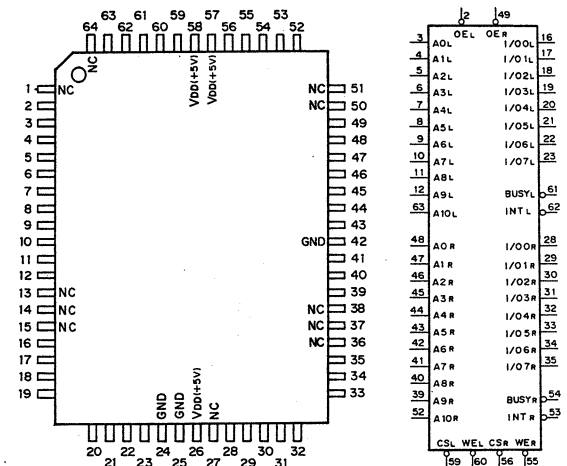 63 61 59 57 55 53
64 62 60 58 56 54 52
NC
VDD(+5V)
VDD(+5V)
1 NC NC 51
2 NC 50
3 49
4 48
5 47
6 46
7 45
8 44
9 43
10 GND 42
11 41
12 40
13 NC 39
14 NC NC 38
15 NC NC 37
16 NC 36
17 35
18 34
19 33
GND
GND
VDD(+5V)
NC
20 22 24 26 28 30 32
21 23 25 27 29 31
2 49
OEL OER
3 A0L I/O0L 16
4 A1L I/O1L 17
5 A2L I/O2L 18
6 A3L I/O3L 19
7 A4L I/O4L 20
8 A5L I/O5L 21
9 A6L I/O6L 22
10 A7L I/O7L 23
11 A8L
12 A9L BUSYL 61
63 A10L INTL 62
48 A0R I/O0R 28
47 A1R I/O1R 29
46 A2R I/O2R 30
45 A3R I/O3R 31
44 A4R I/O4R 32
43 A5R I/O5R 33
42 A6R I/O6R 34
41 A7R I/O7R 35
40 A8R
39 A9R BUSYR 54
52 A10R INTR 53
CSL WEL CSR WER
59 60 56 55